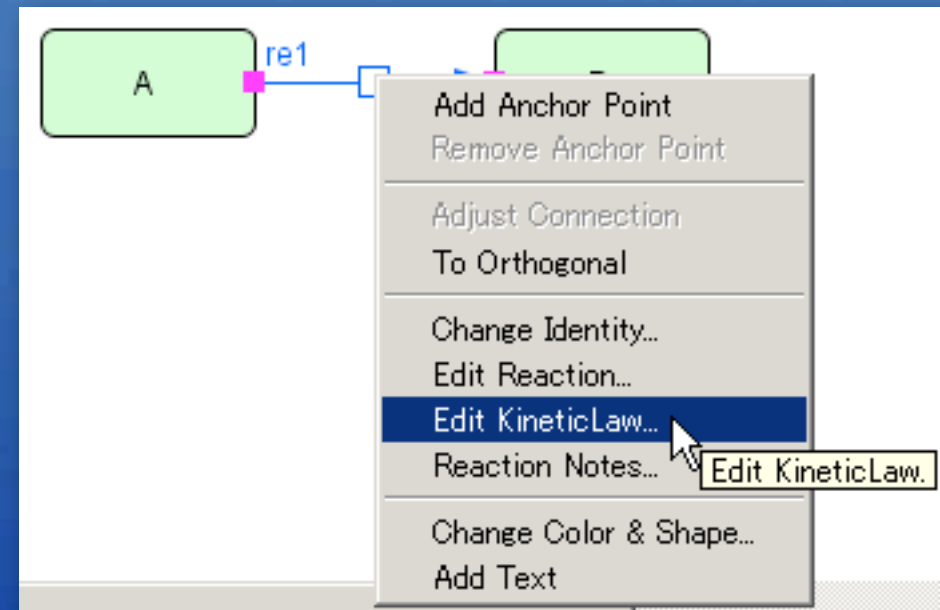 re1
A
Add Anchor Point
Remove Anchor Point
Adjust Connection
To Orthogonal
Change Identity...
Edit Reaction...
Edit KineticLaw...
Reaction Notes...
Edit KineticLaw.
Change Color & Shape...
Add Text